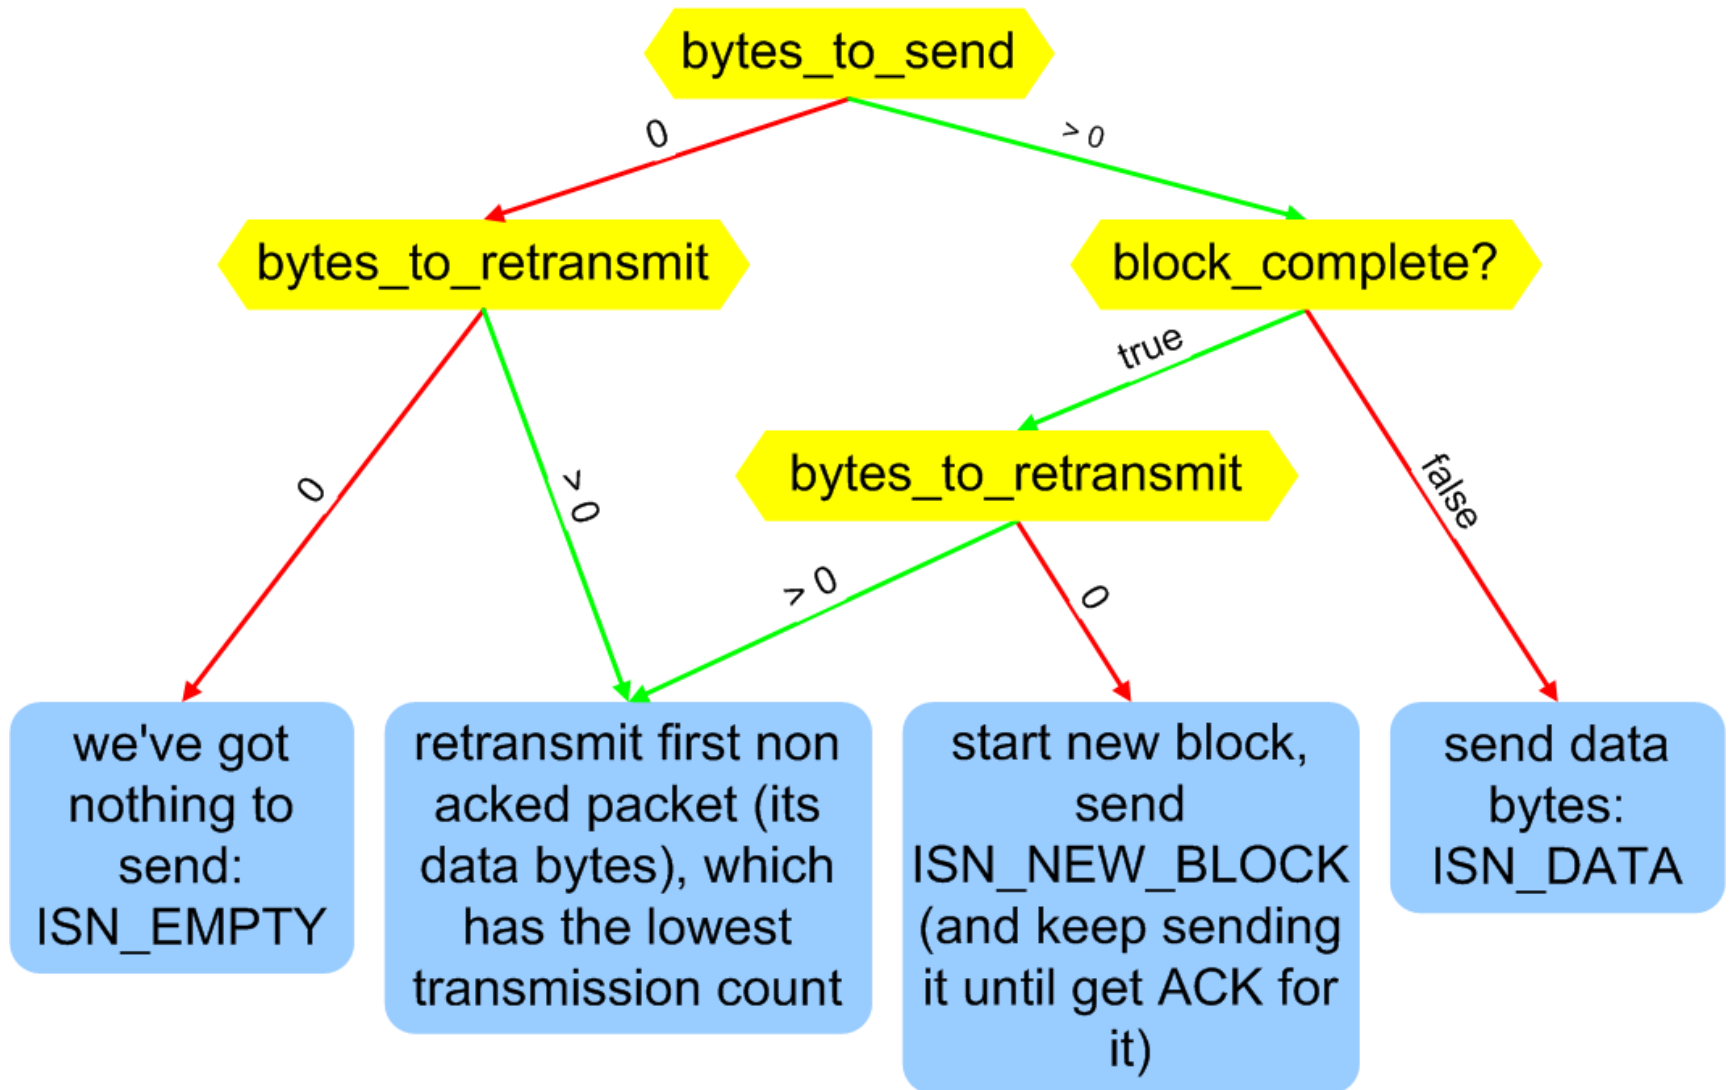 bytes_to_send
0
> 0
bytes_to_retransmit
block_complete?
true
false
bytes_to_retransmit
0
> 0
> 0
0
we've got
nothing to
send:
ISN_EMPTY
retransmit first non
acked packet (its
data bytes), which
has the lowest
transmission count
start new block,
send
ISN_NEW_BLOCK
(and keep sending
it until get ACK for
it)
send data
bytes:
ISN_DATA